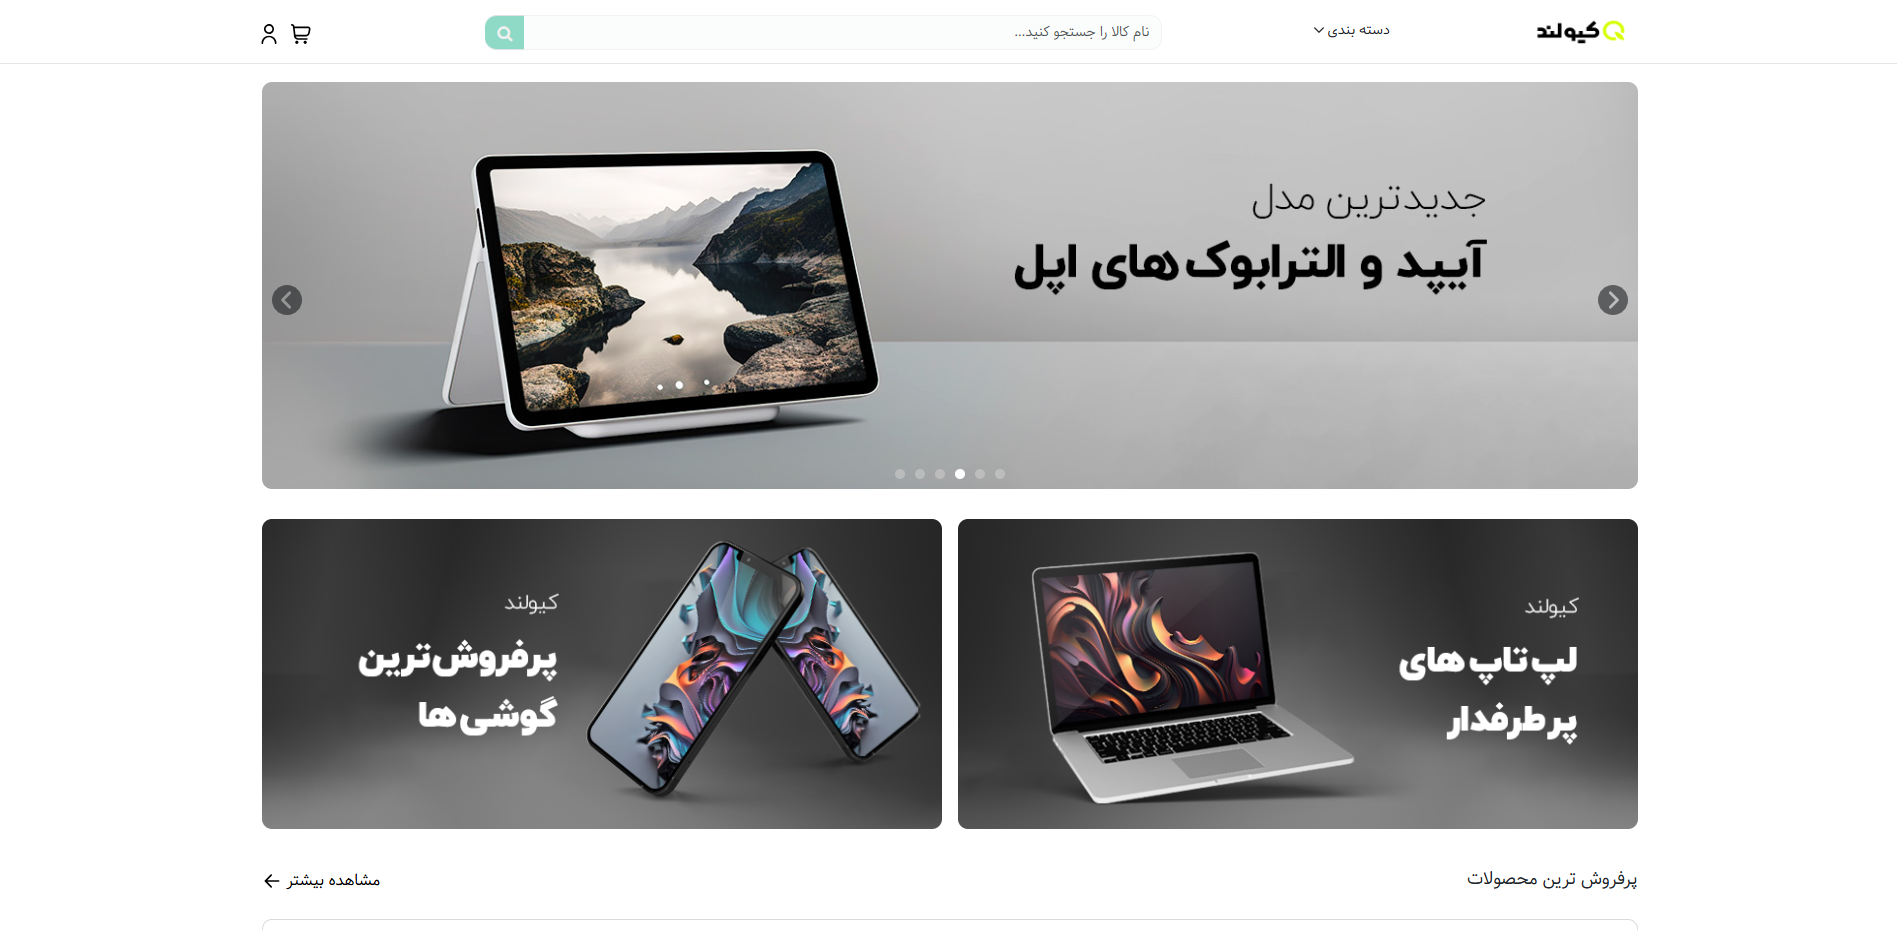 کیولند
دسته بندی
نام کالا را جستجو کنید...
جدیدترین مدل
آیپد و الترابوک های اپل
کیولند
لپ تاپ های
پرطرفدار
کیولند
پرفروش ترین
گوشی ها
پرفروش ترین محصولات
مشاهده بیشتر